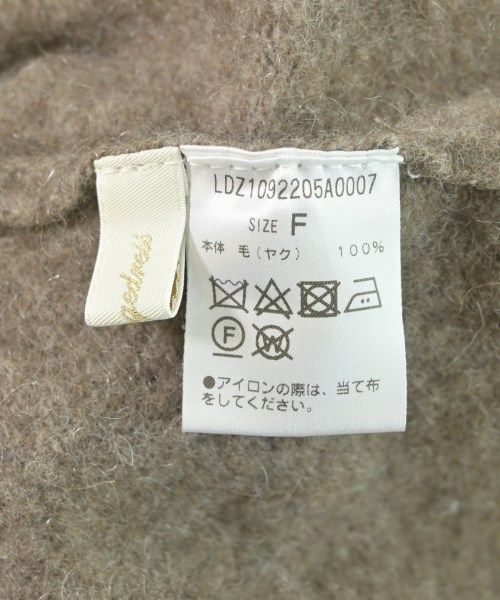 LDZ1092205A0007
SIZE F
本体 毛(ヤク) 100%
F
W
●アイロンの際は、当て布
をしてください。